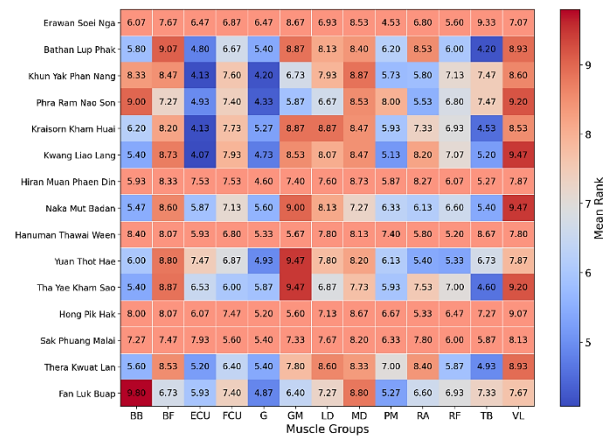 Erawan Soei Nga 6.07 7.67 6.47 6.87 6.47 8.67 6.93 8.53 4.53 6.80 5.60 9.33 7.07
Bathan Lup Phak 5.80 9.07 4.80 6.67 5.40 8.87 8.13 8.40 6.20 8.53 6.00 4.20 8.93
Khun Yak Phan Nang 8.33 8.47 4.13 7.60 4.20 6.73 7.93 8.87 5.73 5.80 7.13 7.47 8.60
Phra Ram Nao Son 9.00 7.27 4.93 7.40 4.33 5.87 6.67 8.53 8.00 5.53 6.80 7.47 9.20
Kraisorn Kham Huai 6.20 8.20 4.13 7.73 5.27 8.87 8.87 8.47 5.93 7.33 6.93 4.53 8.53
Kwang Liao Lang 5.40 8.73 4.07 7.93 4.73 8.53 8.07 8.47 5.13 8.20 7.07 5.20 9.47
Hiran Muan Phaen Din 5.93 8.33 7.53 7.53 4.60 7.40 7.60 8.73 5.87 8.27 6.07 5.27 7.87
Naka Mut Badan 5.47 8.60 5.87 7.13 5.60 9.00 8.13 7.27 6.33 6.13 6.60 5.40 9.47
Hanuman Thawai Waen 8.40 8.07 5.93 6.80 5.33 5.67 7.80 8.13 7.40 5.80 5.20 8.67 7.80
Yuan Thot Hae 6.00 8.80 7.47 6.87 4.93 9.47 7.80 8.20 6.13 5.40 5.33 6.73 7.87
Tha Yae Kham Sao 5.40 8.87 6.53 6.00 5.87 9.47 6.87 7.73 5.93 7.53 7.00 4.60 9.20
Hong Pik Hak 8.00 8.07 6.07 7.47 5.20 5.60 7.13 8.67 6.67 5.33 6.47 7.27 9.07
Sak Phuang Malai 7.27 7.47 7.93 5.60 5.40 7.33 7.67 8.20 6.33 7.80 6.00 5.87 8.13
Thera Kwuat Lan 5.60 8.53 5.20 6.40 5.40 7.80 8.60 8.33 7.00 8.40 5.87 4.93 8.93
Fan Luk Buap 9.80 6.73 5.93 7.40 4.87 6.40 7.27 8.80 5.27 6.60 6.93 7.33 7.67
BB BF ECU FCU G GM LD MD PM RA RF TB VL
Muscle Groups
9
8
7
6
5
Mean Rank